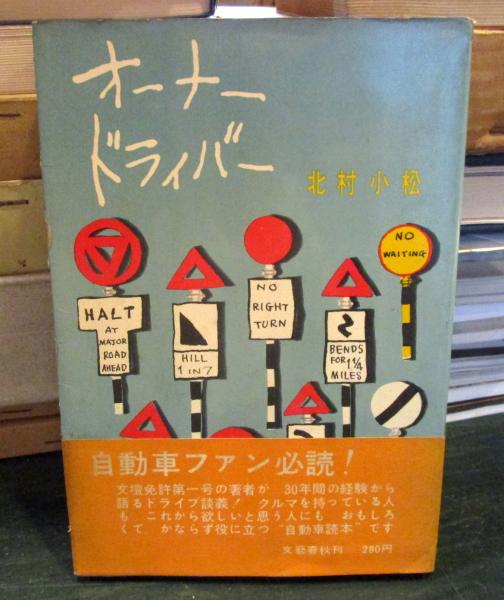 オーナー
ドライバー
北村小松
NO
WAITING
NO
RIGHT
TURN
HALT
AT
MAJOR
ROAD
AHEAD
HILL
1 IN 7
BENDS
FOR 1¼
MILES
自動車ファン必読!
文壇免許第一号の著者が 30年間の経験から
語るドライブ談義! クルマを持っている人
も これから欲しいと思う人にも おもしろ
くて かならず役に立つ“自動車読本”です
文藝春秋刊 280円